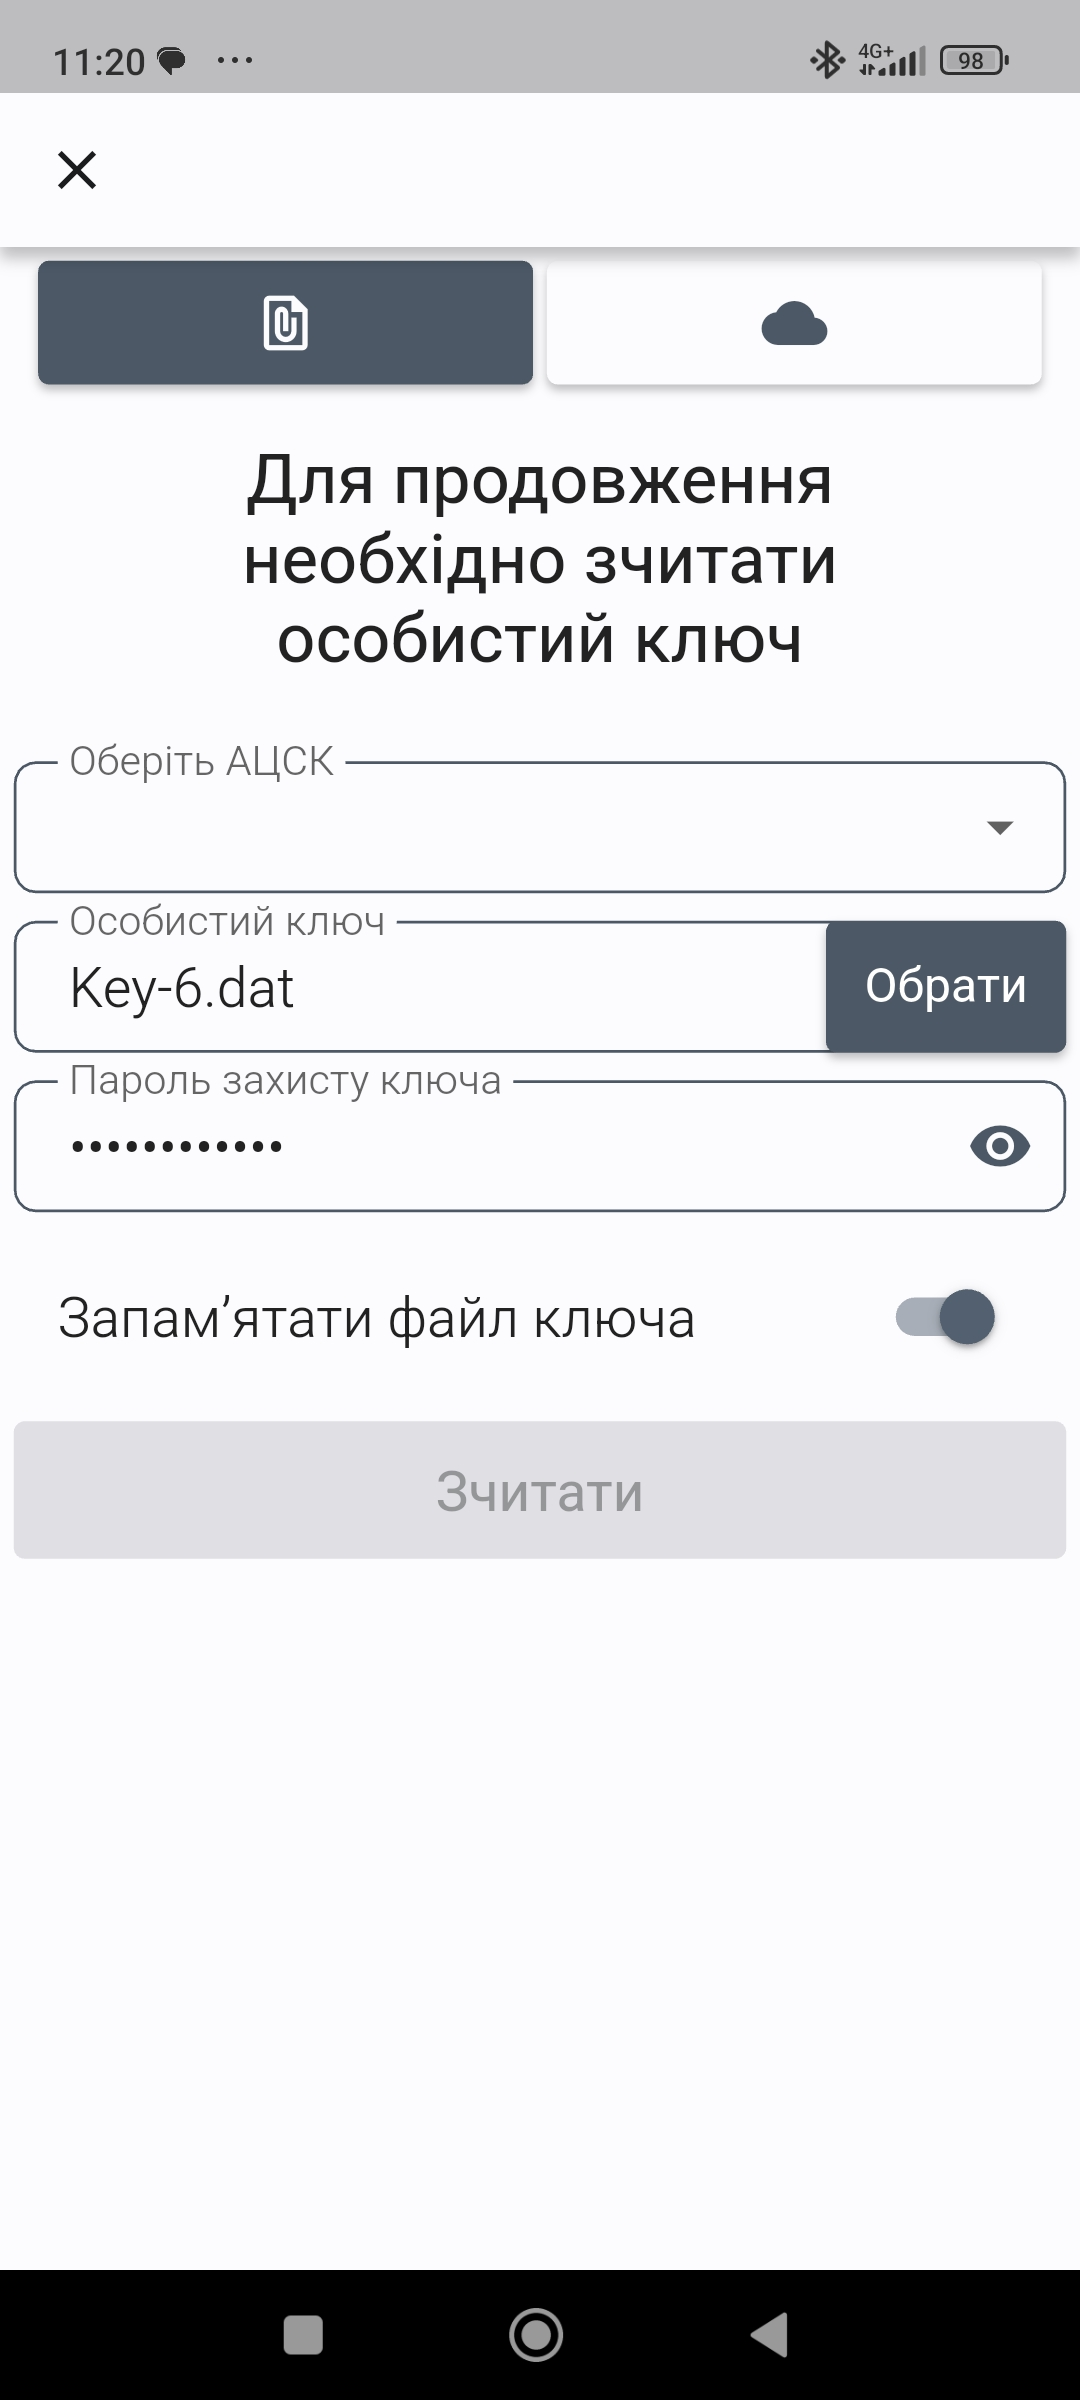 11:20
4G+
98
Для продовження
необхідно зчитати
особистий ключ
Оберіть АЦСК
Особистий ключ
Key-6.dat
Обрати
Пароль захисту ключа
••••••••••••
Запам’ятати файл ключа
Зчитати